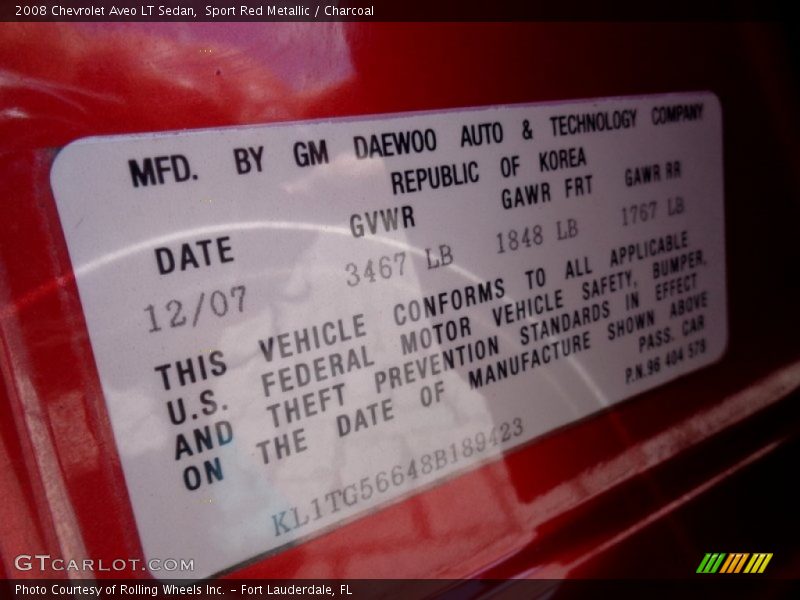 2008 Chevrolet Aveo LT Sedan,  Sport Red Metallic / Charcoal
MFD. BY GM DAEWOO AUTO & TECHNOLOGY COMPANY
REPUBLIC OF KOREA
DATE GVWR GAWR FRT GAWR RR
12/07 3467 LB 1848 LB 1767 LB
THIS VEHICLE CONFORMS TO ALL APPLICABLE
U.S. FEDERAL MOTOR VEHICLE SAFETY, BUMPER,
AND THEFT PREVENTION STANDARDS IN EFFECT
ON THE DATE OF MANUFACTURE SHOWN ABOVE
PASS. CAR
P.N.96 404 578
KL1TG56648B189423
GTCARLOT.COM
Photo Courtesy of Rolling Wheels Inc. – Fort Lauderdale, FL